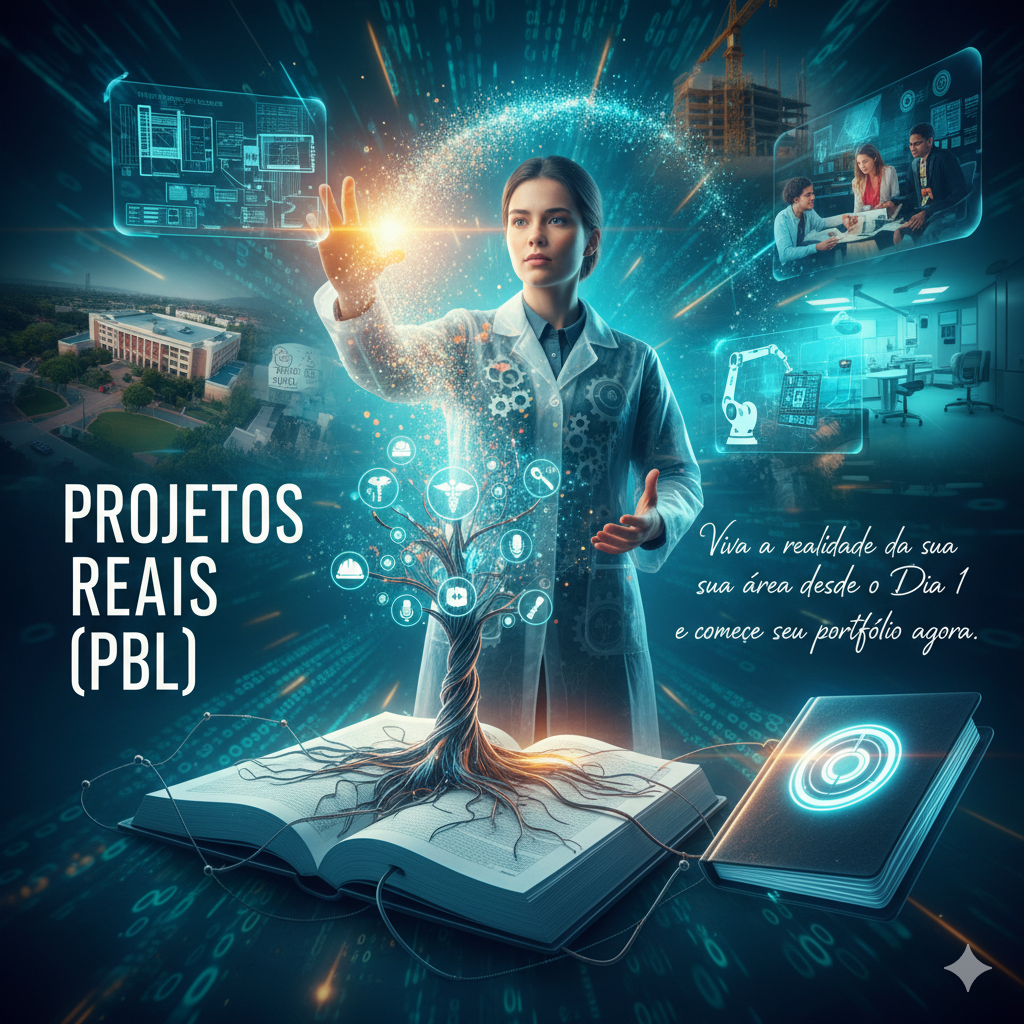 PROJETOS
REAIS
(PBL)
Viva a realidade da sua
sua área desde o Dia 1
e começe seu portfólio agora.